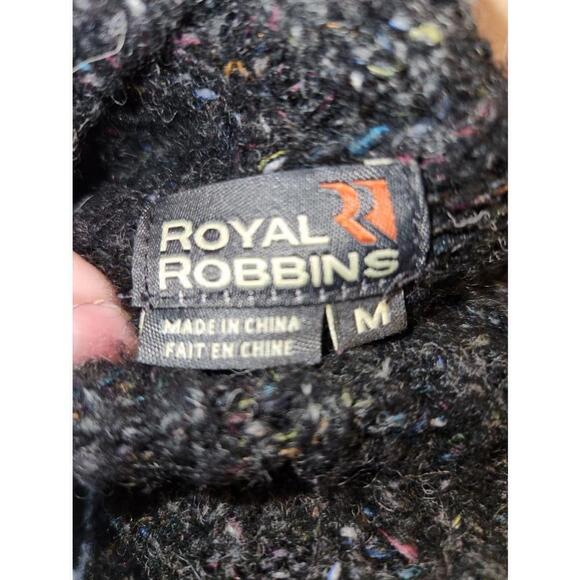 ROYAL
ROBBINS
MADE IN CHINA
FAIT EN CHINE
M